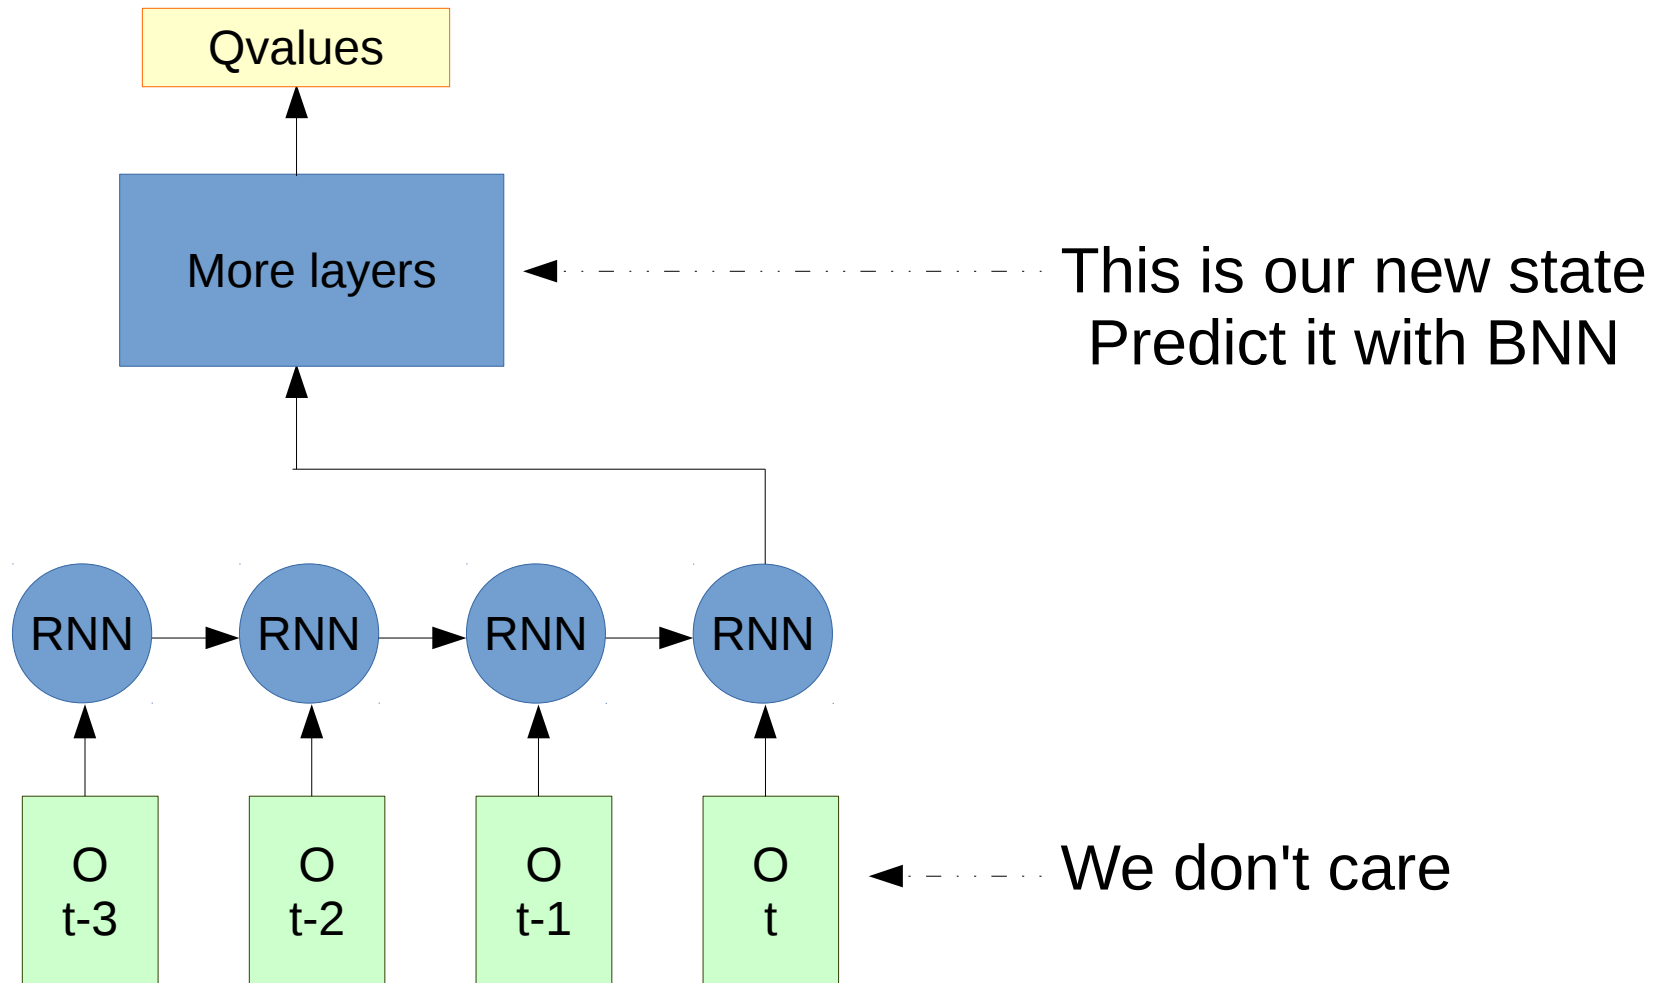 Qvalues
More layers
This is our new state
Predict it with BNN
RNN
RNN
RNN
RNN
O
t-3
O
t-2
O
t-1
O
t
We don't care